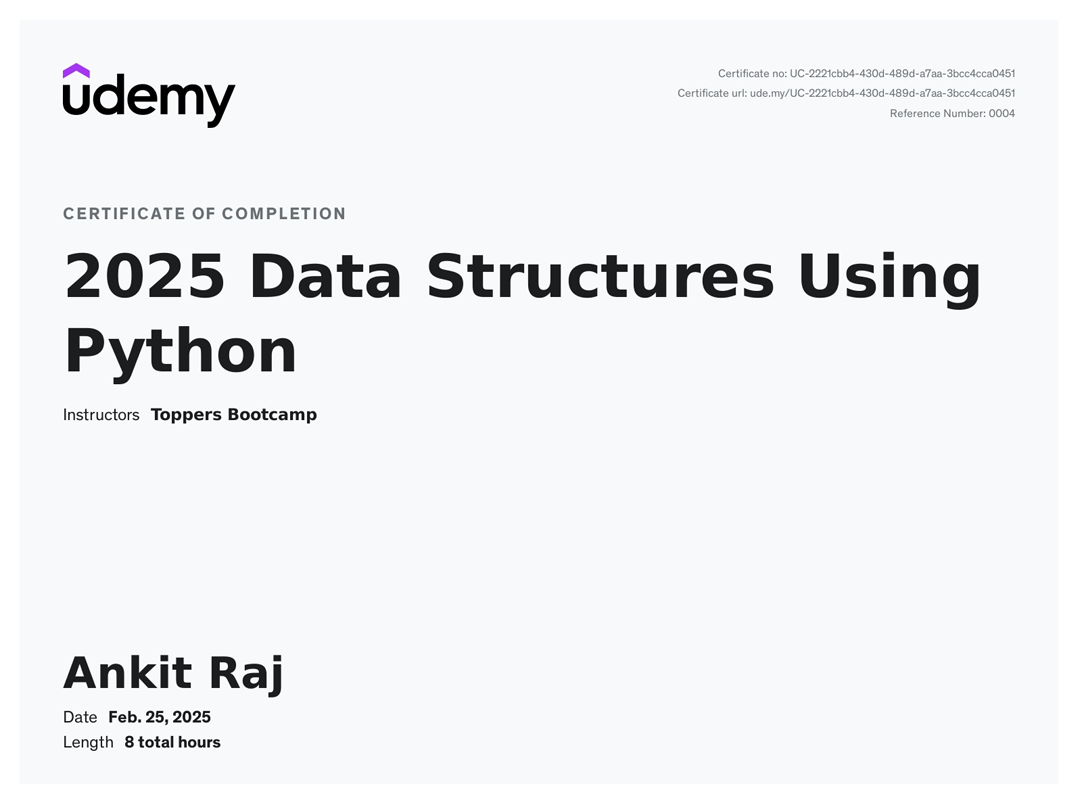 udemy
Certificate no: UC-2221cbb4-430d-489d-a7aa-3bcc4cca0451
Certificate url: ude.my/UC-2221cbb4-430d-489d-a7aa-3bcc4cca0451
Reference Number: 0004
CERTIFICATE OF COMPLETION
2025 Data Structures Using
Python
Instructors Toppers Bootcamp
Ankit Raj
Date Feb. 25, 2025
Length 8 total hours